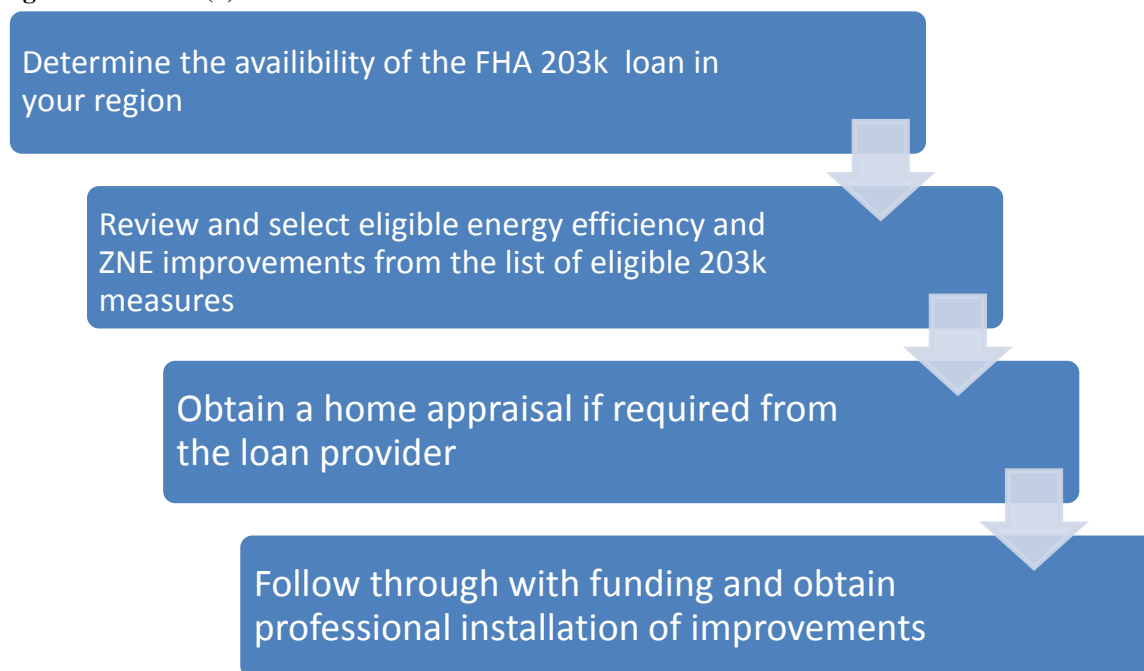 Determine the availibility of the FHA 203k loan in
your region
Review and select eligible energy efficiency and
ZNE improvements from the list of eligible 203k
measures
Obtain a home appraisal if required from
the loan provider
Follow through with funding and obtain
professional installation of improvements